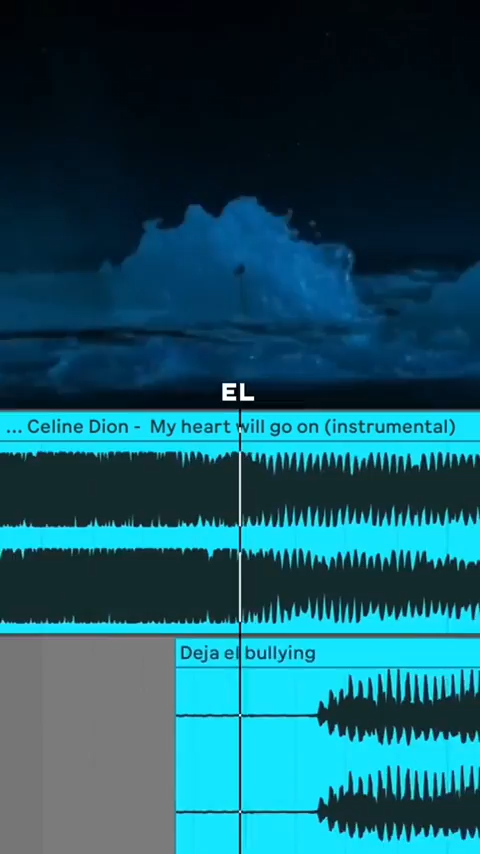 EL
... Celine Dion - My heart will go on (instrumental)
Deja el bullying